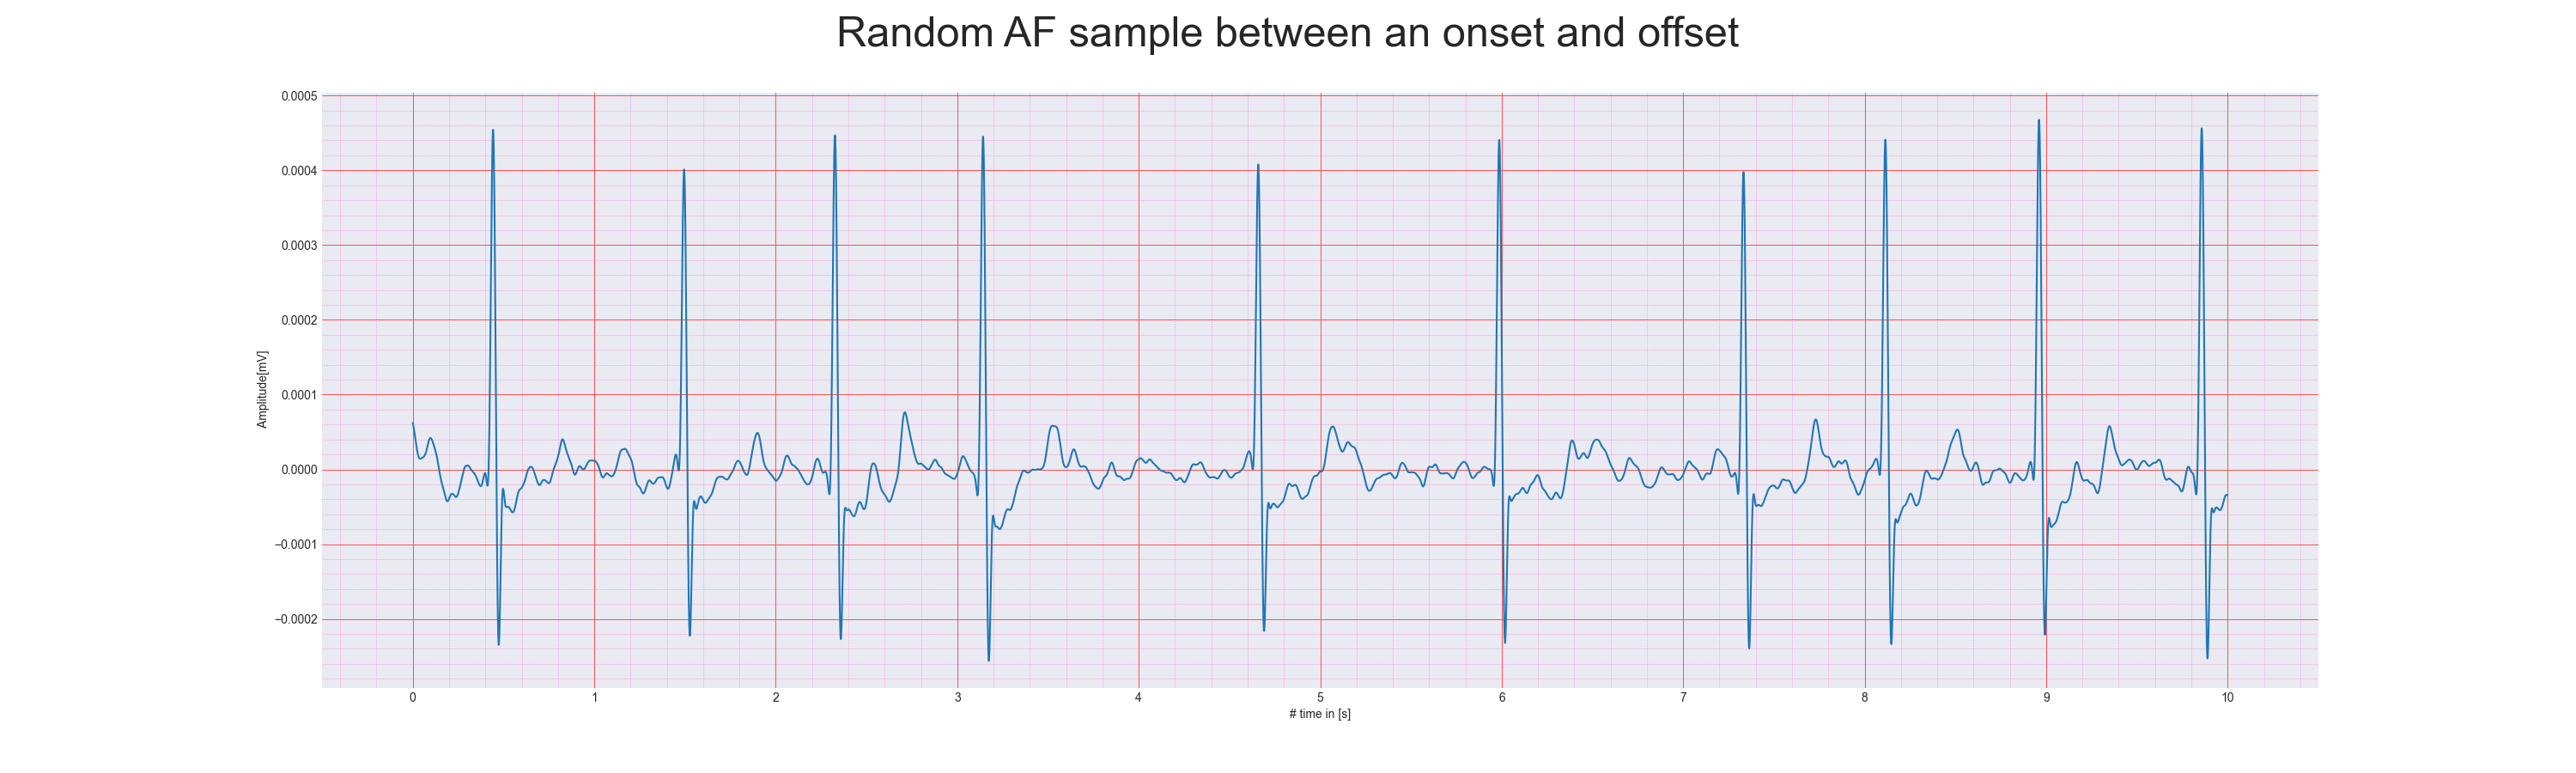 Random AF sample between an onset and offset
0.0005
0.0004
0.0003
0.0002
0.0001
0.0000
−0.0001
−0.0002
Amplitude[mV]
0 1 2 3 4 5 6 7 8 9 10
# time in [s]